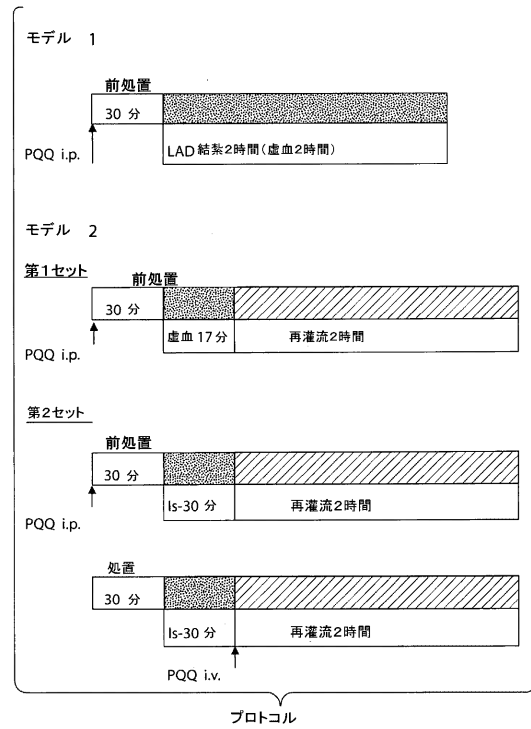 モデル 1
前処置
30 分
PQQ i.p.
LAD 結紮2時間(虚血2時間)
モデル 2
第1セット
前処置
30 分
虚血 17分
再灌流2時間
PQQ i.p.
第2セット
前処置
30 分
Is-30 分
再灌流2時間
PQQ i.p.
処置
30 分
Is-30 分
再灌流2時間
PQQ i.v.
プロトコル